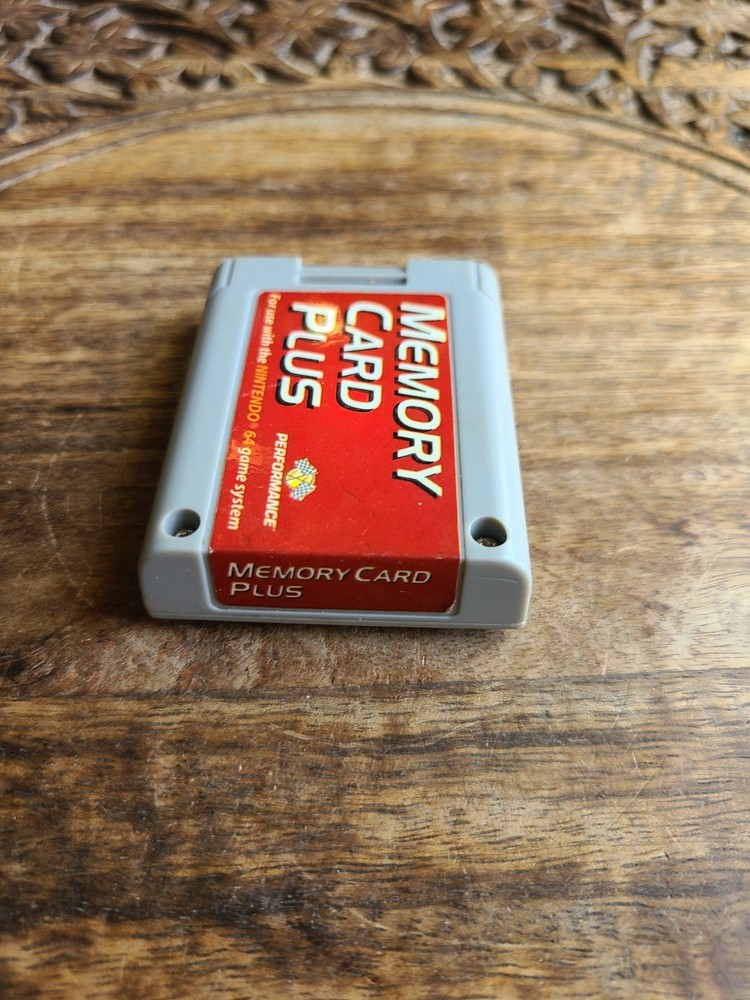 MEMORY
CARD
PLUS
PERFORMANCE
For use with the NINTENDO® 64 game system
MEMORY CARD
PLUS